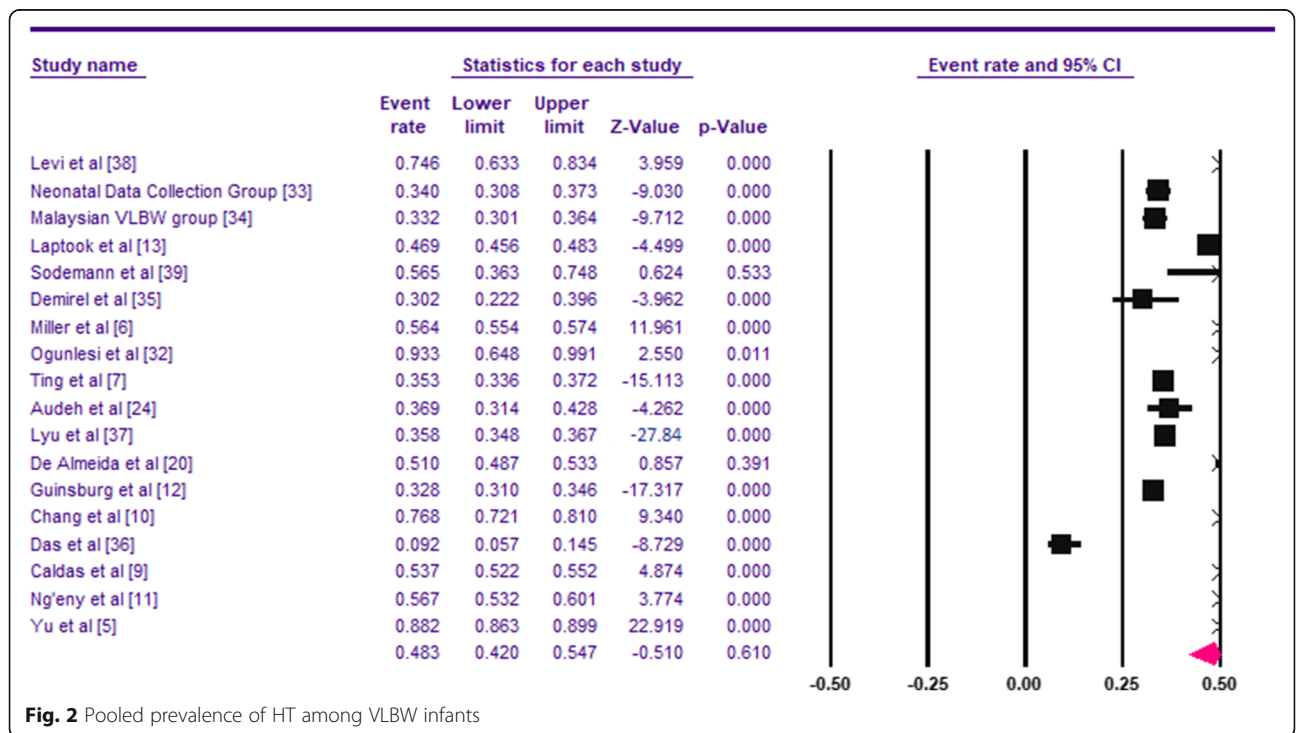 Study name Statistics for each study Event rate and 95% CI
Event Lower Upper
rate limit limit Z-Value p-Value
Levi et al [38] 0.746 0.633 0.834 3.959 0.000
Neonatal Data Collection Group [33] 0.340 0.308 0.373 -9.030 0.000
Malaysian VLBW group [34] 0.332 0.301 0.364 -9.712 0.000
Laptook et al [13] 0.469 0.456 0.483 -4.499 0.000
Sodemann et al [39] 0.565 0.363 0.748 0.624 0.533
Demirel et al [35] 0.302 0.222 0.396 -3.962 0.000
Miller et al [6] 0.564 0.554 0.574 11.961 0.000
Ogunlesi et al [32] 0.933 0.648 0.991 2.550 0.011
Ting et al [7] 0.353 0.336 0.372 -15.113 0.000
Audeh et al [24] 0.369 0.314 0.428 -4.262 0.000
Lyu et al [37] 0.358 0.348 0.367 -27.84 0.000
De Almeida et al [20] 0.510 0.487 0.533 0.857 0.391
Guinsburg et al [12] 0.328 0.310 0.346 -17.317 0.000
Chang et al [10] 0.768 0.721 0.810 9.340 0.000
Das et al [36] 0.092 0.057 0.145 -8.729 0.000
Caldas et al [9] 0.537 0.522 0.552 4.874 0.000
Ng'eny et al [11] 0.567 0.532 0.601 3.774 0.000
Yu et al [5] 0.882 0.863 0.899 22.919 0.000
0.483 0.420 0.547 -0.510 0.610
-0.50 -0.25 0.00 0.25 0.50
Fig. 2 Pooled prevalence of HT among VLBW infants